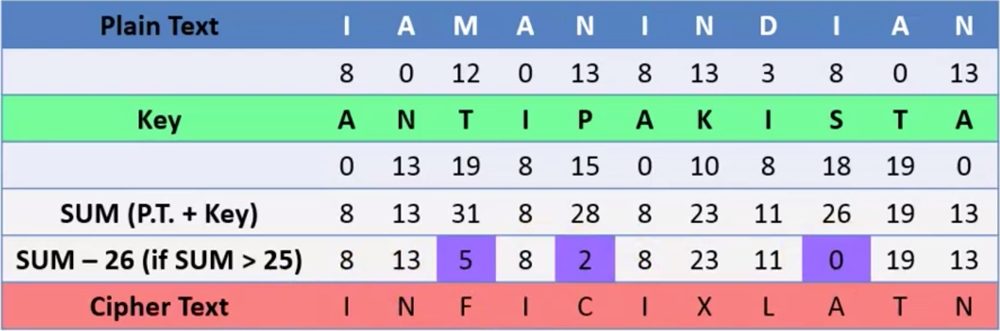 Plain Text I A M A N I N D I A N
8 0 12 0 13 8 13 3 8 0 13
Key A N T I P A K I S T A
0 13 19 8 15 0 10 8 18 19 0
SUM (P.T. + Key) 8 13 31 8 28 8 23 11 26 19 13
SUM – 26 (if SUM > 25) 8 13 5 8 2 8 23 11 0 19 13
Cipher Text I N F I C I X L A T N